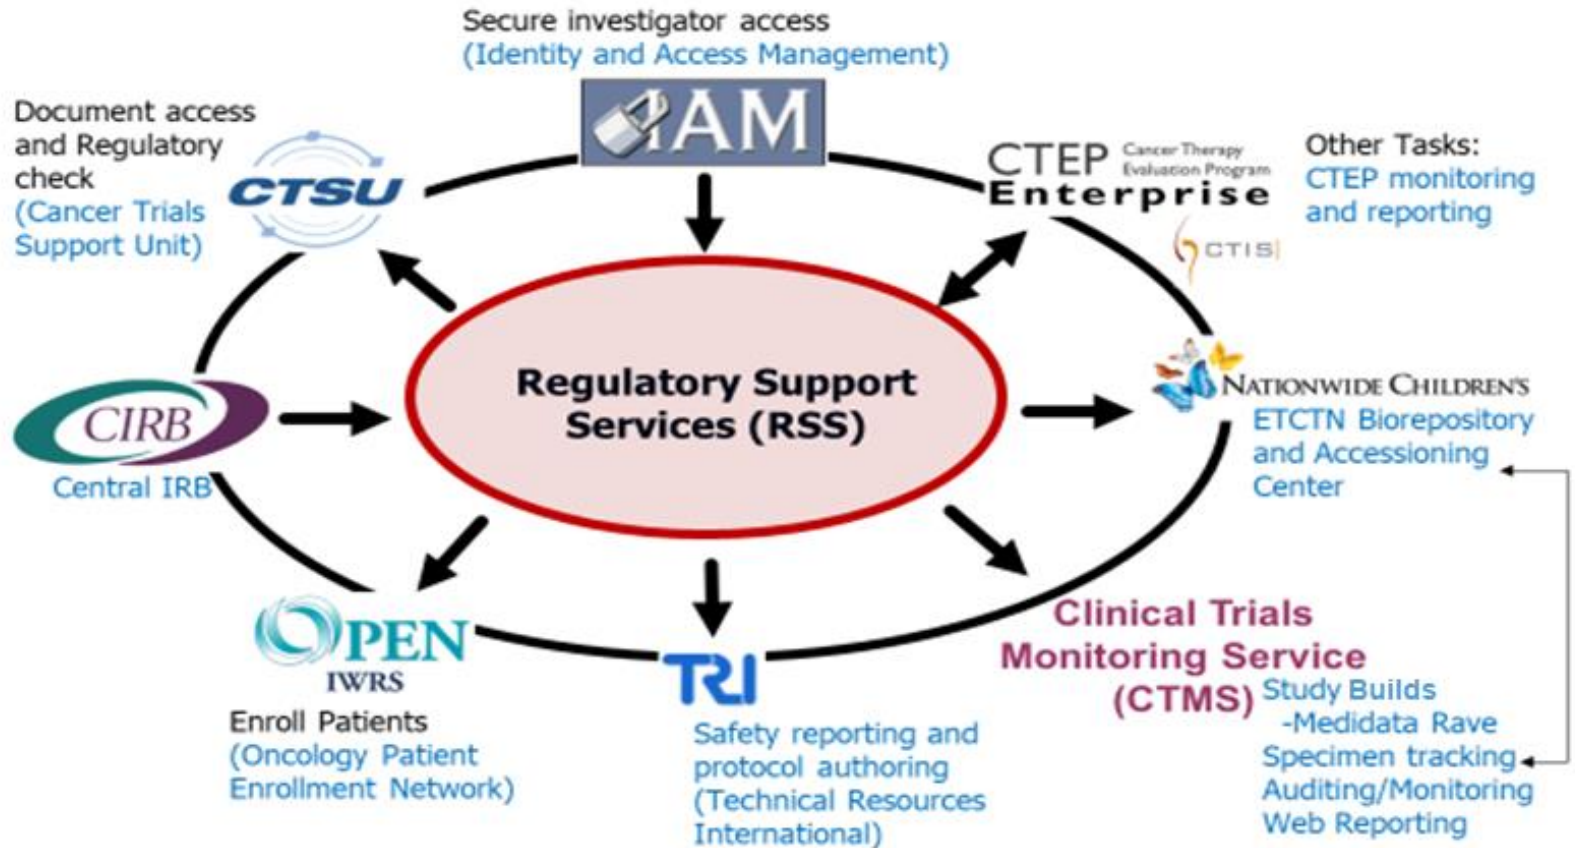 Secure investigator access
(Identity and Access Management)
IAM
Document access
and Regulatory
check
(Cancer Trials
Support Unit)
CTSU
CTEP Cancer Therapy
Evaluation Program
Enterprise
CTIS
Other Tasks:
CTEP monitoring
and reporting
Regulatory Support
Services (RSS)
CIRB
Central IRB
NATIONWIDE CHILDREN'S
ETCTN Biorepository
and Accessioning
Center
OPEN
IWRS
Enroll Patients
(Oncology Patient
Enrollment Network)
TRI
Safety reporting and
protocol authoring
(Technical Resources
International)
Clinical Trials
Monitoring Service
(CTMS)
Study Builds
-Medidata Rave
Specimen tracking
Auditing/Monitoring
Web Reporting